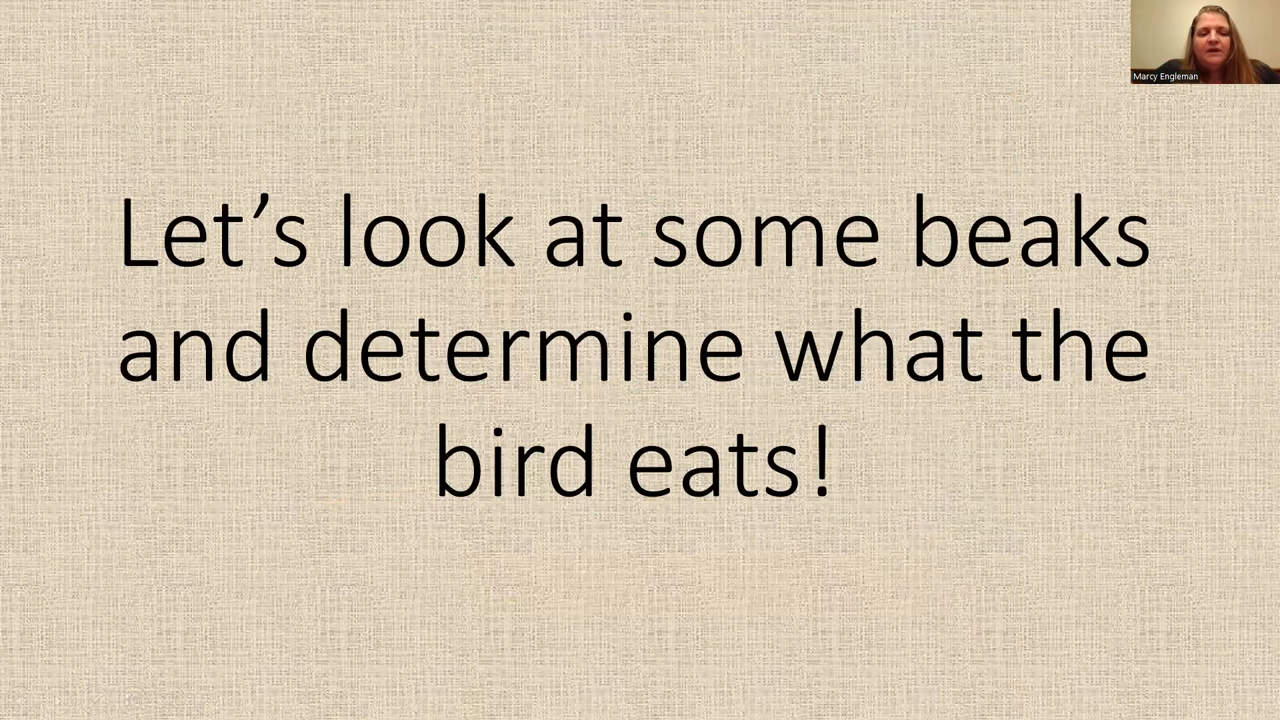 Marcy Engleman
Let’s look at some beaks
and determine what the
bird eats!